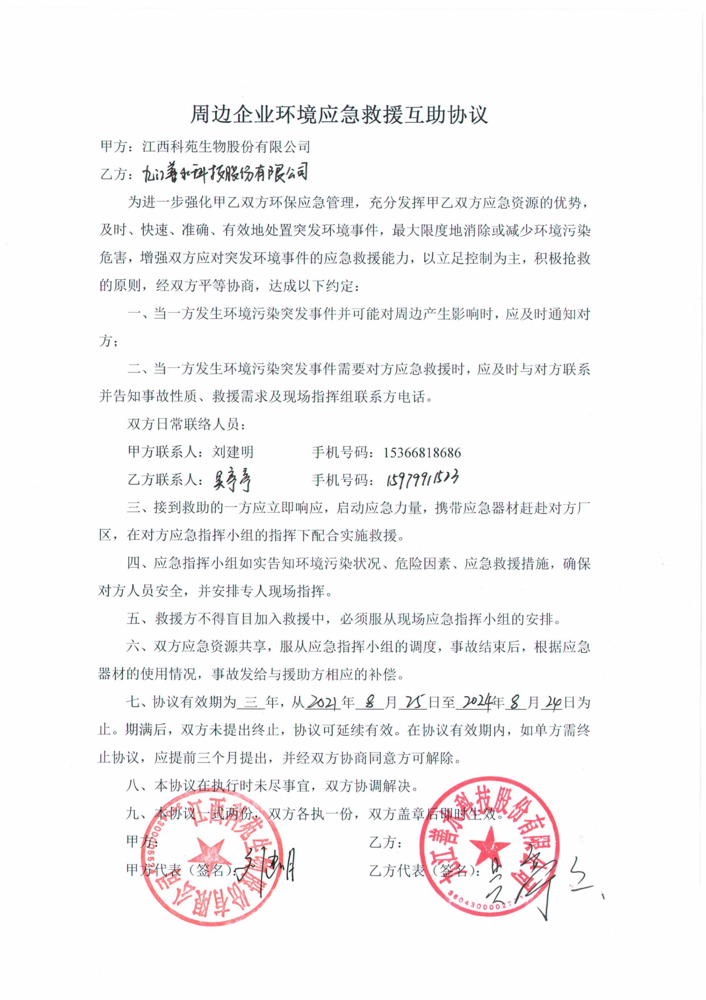 周边企业环境应急救援互助协议
甲方：江西科苑生物股份有限公司
乙方：九江善水科技股份有限公司
为进一步强化甲乙双方环保应急管理，充分发挥甲乙双方应急资源的优势，
及时、快速、准确、有效地处置突发环境事件，最大限度地消除或减少环境污染
危害，增强双方应对突发环境事件的应急救援能力，以立足控制为主，积极抢救
的原则，经双方平等协商，达成以下约定：
一、当一方发生环境污染突发事件并可能对周边产生影响时，应及时通知对
方；
二、当一方发生环境污染突发事件需要对方应急救援时，应及时与对方联系
并告知事故性质、救援需求及现场指挥组联系方电话。
双方日常联络人员：
甲方联系人：刘建明 手机号码：15366818686
乙方联系人：吴亭亭 手机号码：15979911523
三、接到救助的一方应立即响应，启动应急力量，携带应急器材赶赴对方厂
区，在对方应急指挥小组的指挥下配合实施救援。
四、应急指挥小组如实告知环境污染状况、危险因素、应急救援措施，确保
对方人员安全，并安排专人现场指挥。
五、救援方不得盲目加入救援中，必须服从现场应急指挥小组的安排。
六、双方应急资源共享，服从应急指挥小组的调度，事故结束后，根据应急
器材的使用情况，事故发给与援助方相应的补偿。
七、协议有效期为 三 年，从 2021 年 8 月 25 日至 2024 年 8 月 24 日为
止。期满后，双方未提出终止，协议可延续有效。在协议有效期内，如单方需终
止协议，应提前三个月提出，并经双方协商同意方可解除。
八、本协议在执行时未尽事宜，双方协调解决。
九、本协议一式两份，双方各执一份，双方盖章后即时生效。
甲方： 乙方：
甲方代表（签名）：刘建明 乙方代表（签名）：吴亭亭
江西科苑生物股份有限公司
九江善水科技股份有限公司